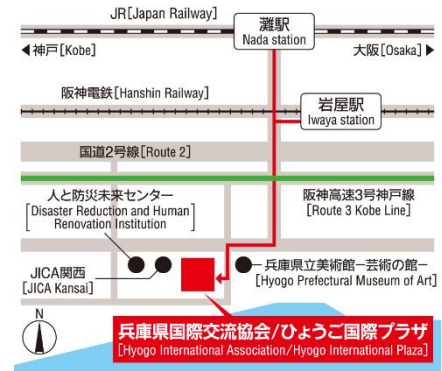 JR[Japan Railway]
灘駅
Nada station
◀神戸[Kobe]
大阪[Osaka]▶
阪神電鉄[Hanshin Railway]
岩屋駅
Iwaya station
国道2号線[Route 2]
人と防災未来センター
[Disaster Reduction and Human
Renovation Institution]
阪神高速3号神戸線
[Route 3 Kobe Line]
JICA関西
[JICA Kansai]
兵庫県立美術館ー芸術の館ー
[Hyogo Prefectural Museum of Art]
N
兵庫県国際交流協会/ひょうご国際プラザ
[Hyogo International Association/Hyogo International Plaza]